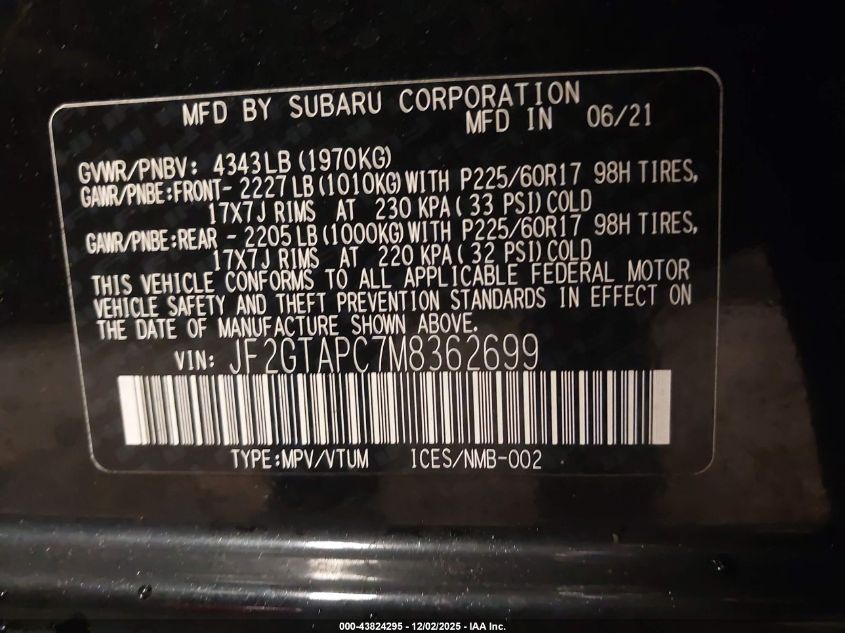 MFD BY SUBARU CORPORATION
MFD IN 06/21
GVWR/PNBV: 4343LB (1970KG)
GAWR/PNBE:FRONT- 2227LB (1010KG) WITH P225/60R17 98H TIRES,
17X7J RIMS AT 230 KPA( 33 PSI) COLD
GAWR/PNBE:REAR - 2205LB (1000KG) WITH P225/60R17 98H TIRES,
17X7J RIMS AT 220 KPA( 32 PSI) COLD
THIS VEHICLE CONFORMS TO ALL APPLICABLE FEDERAL MOTOR
VEHICLE SAFETY AND THEFT PREVENTION STANDARDS IN EFFECT ON
THE DATE OF MANUFACTURE SHOWN ABOVE.
VIN: JF2GTAPC7M8362699
TYPE:MPV/VTUM ICES/NMB-002
000-43824295 - 12/02/2025 - IAA Inc.